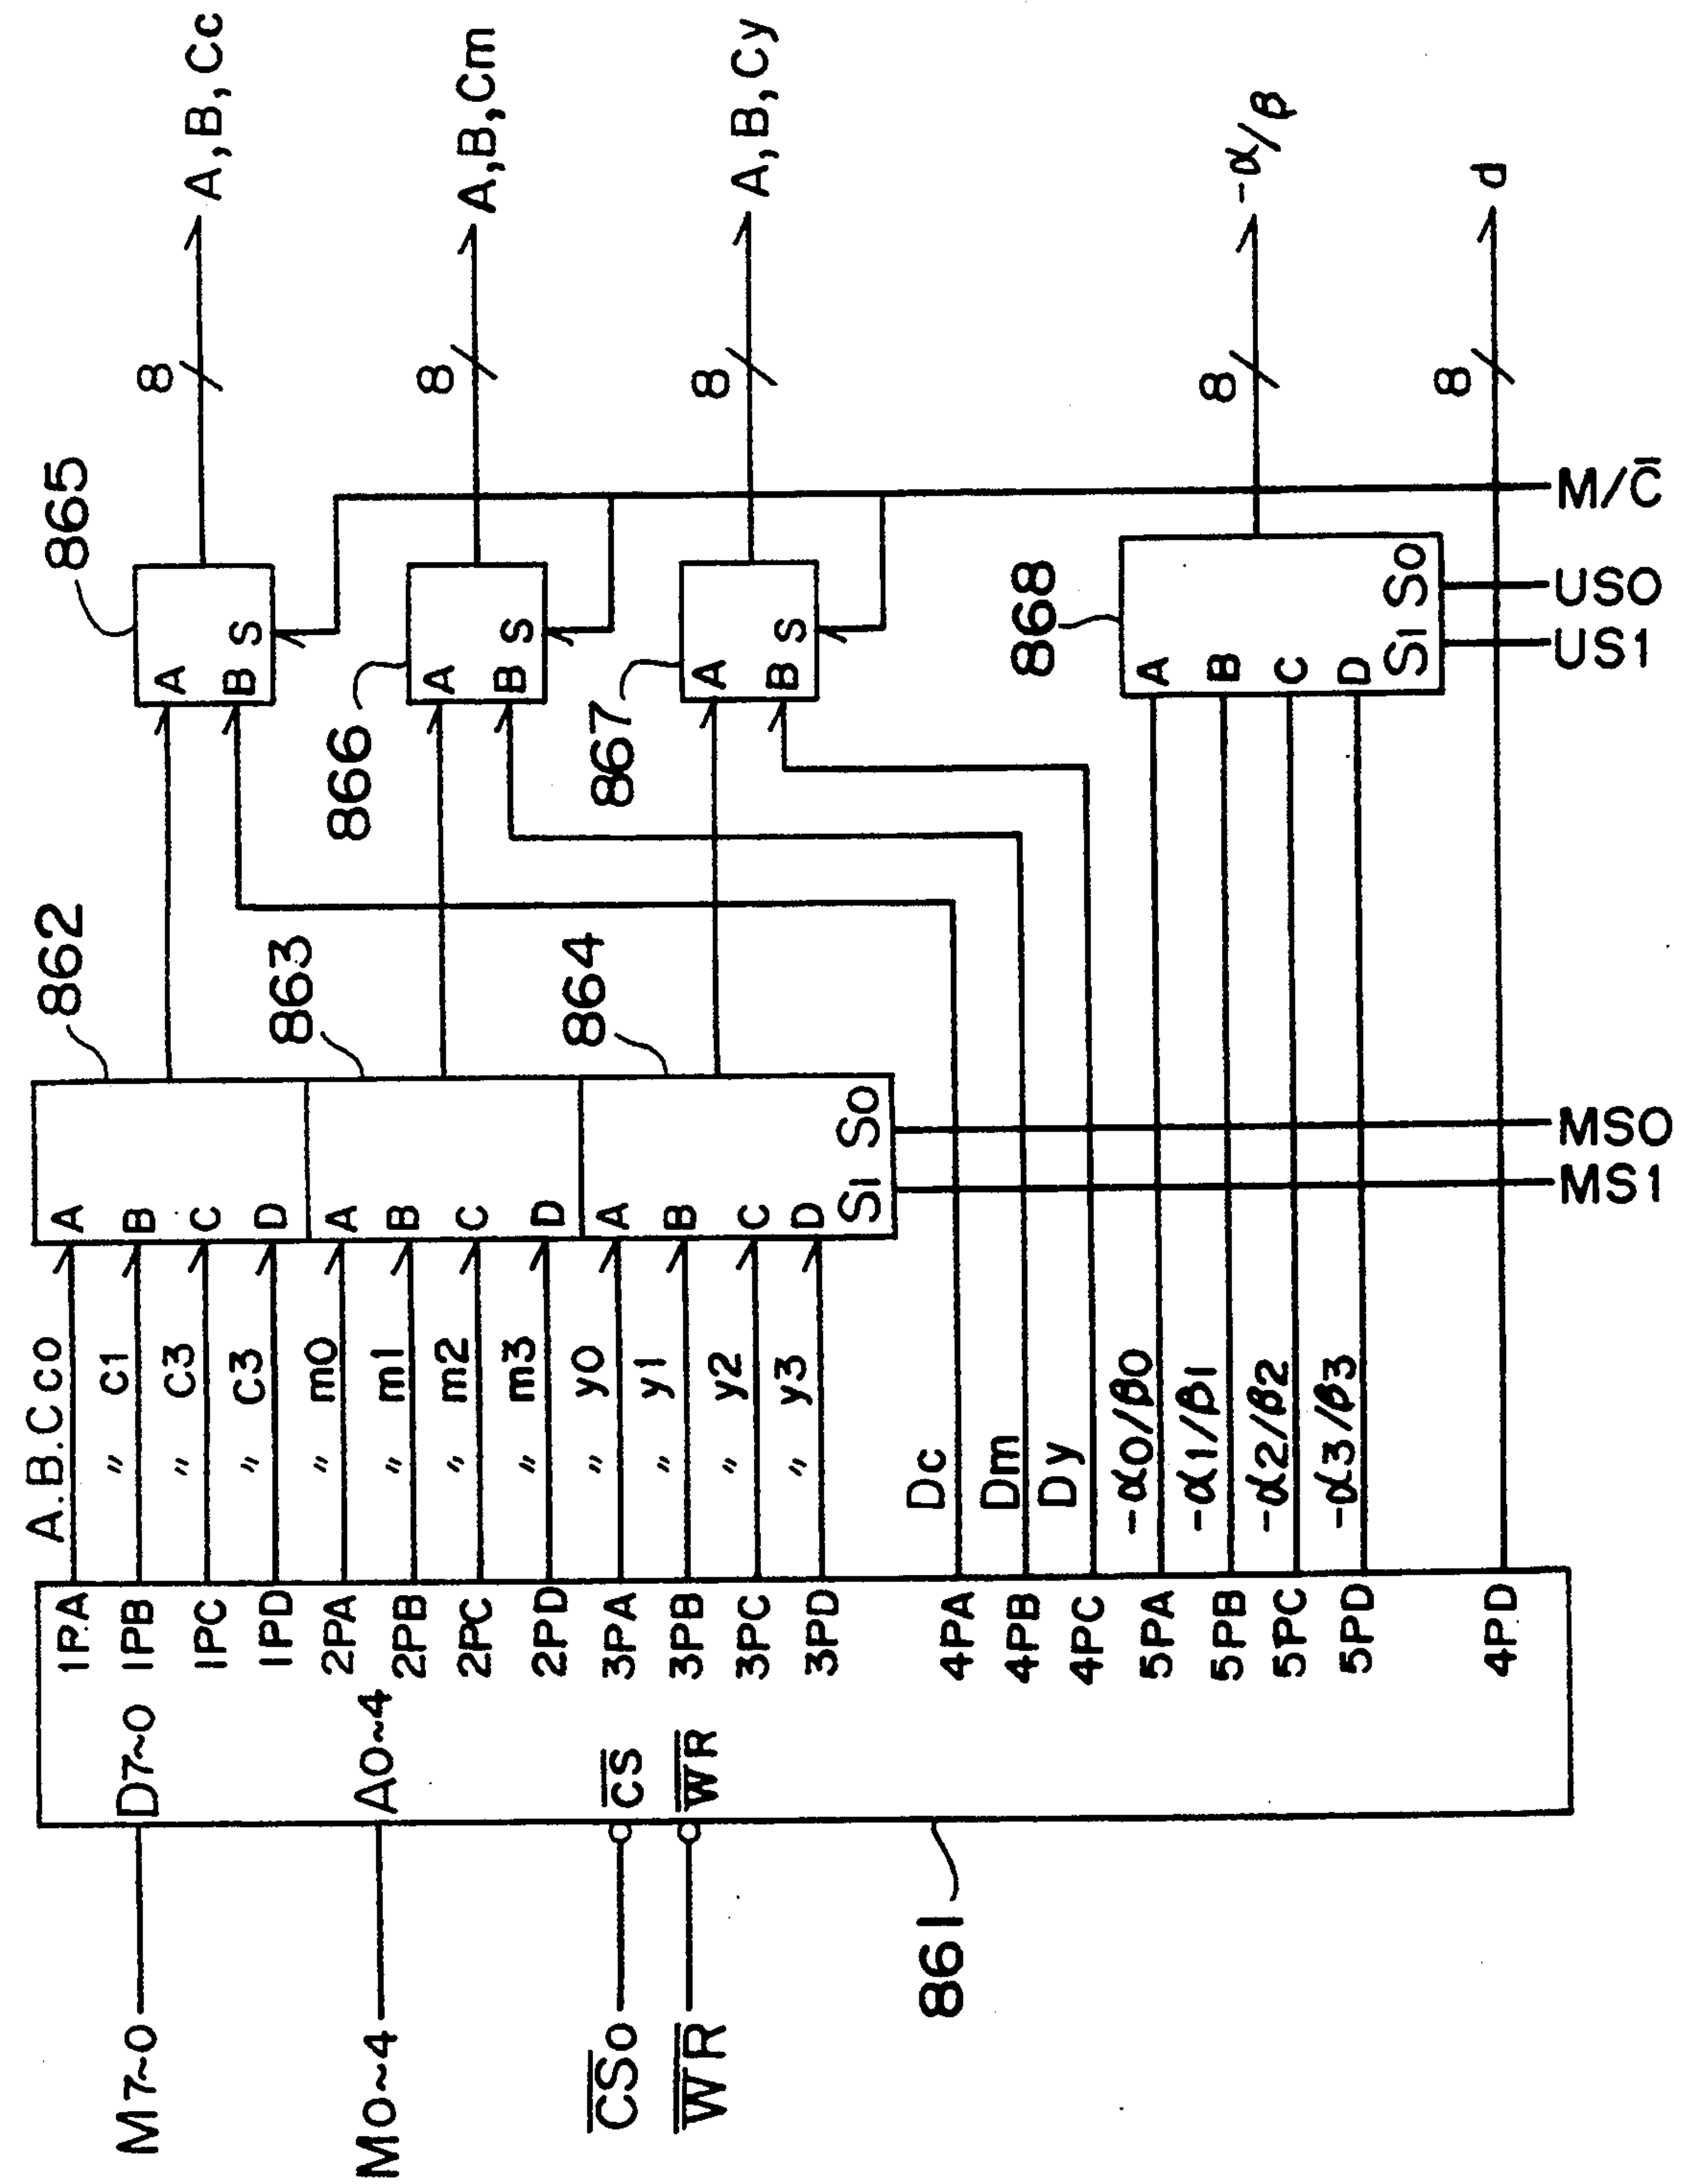 M7~0
M0~4
CS0
WR
861
D7~0
A0~4
CS
WR
1PA
1PB
1PC
1PD
2PA
2PB
2PC
2PD
3PA
3PB
3PC
3PD
4PA
4PB
4PC
5PA
5PB
5PC
5PD
4PD
A.B.C co
〃 c1
〃 c3
〃 c3
〃 m0
〃 m1
〃 m2
〃 m3
〃 y0
〃 y1
〃 y2
〃 y3
Dc
Dm
Dy
-α0/β0
-α1/β1
-α2/β2
-α3/β3
862
A
B
C
D
863
A
B
C
D
864
A
B
C
D
S1 S0
MS0
MS1
865
A
B S
866
A
B S
867
A
B S
868
A
B
C
D
S1 S0
M/C̅
US0
US1
8
A,B,Cc
8
A,B,Cm
8
A,B,Cy
8
-α/β
8
d